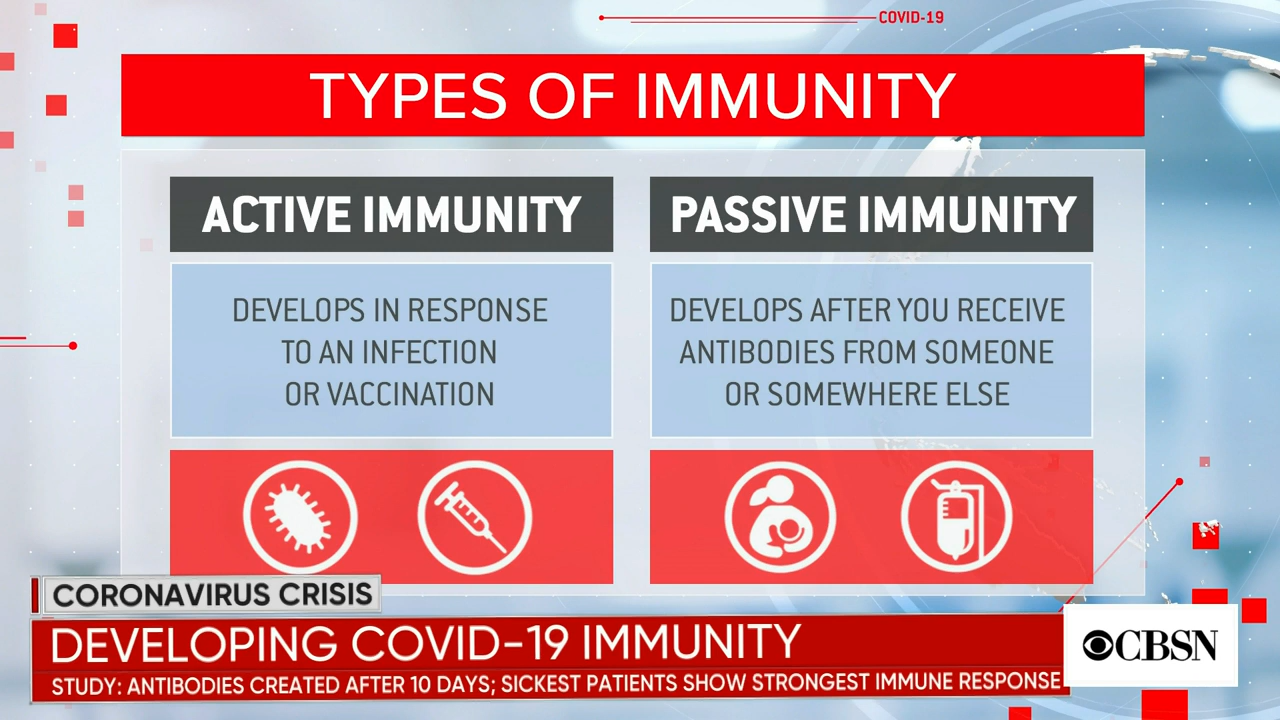 COVID-19
TYPES OF IMMUNITY
ACTIVE IMMUNITY
DEVELOPS IN RESPONSE
TO AN INFECTION
OR VACCINATION
PASSIVE IMMUNITY
DEVELOPS AFTER YOU RECEIVE
ANTIBODIES FROM SOMEONE
OR SOMEWHERE ELSE
CORONAVIRUS CRISIS
DEVELOPING COVID-19 IMMUNITY
STUDY: ANTIBODIES CREATED AFTER 10 DAYS; SICKEST PATIENTS SHOW STRONGEST IMMUNE RESPONSE
CBSN